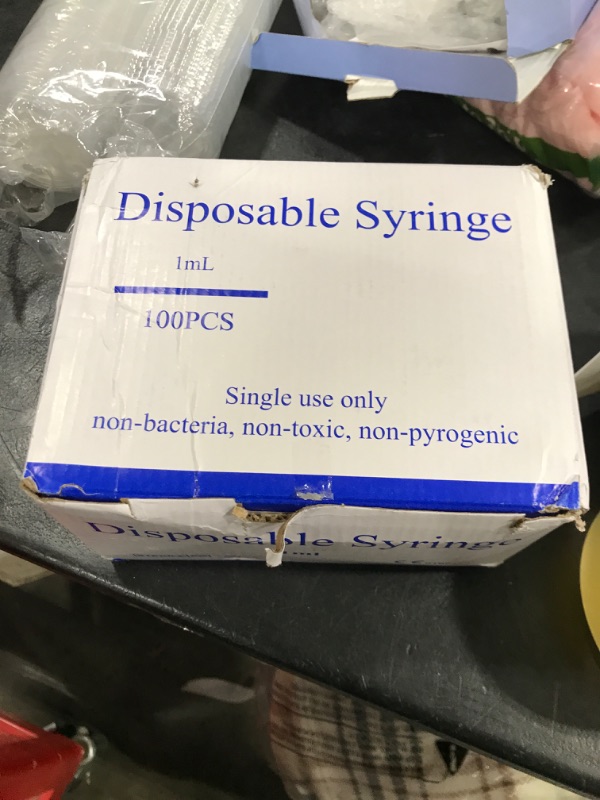 Disposable Syringe
1mL
100PCS
Single use only
non-bacteria, non-toxic, non-pyrogenic
Disposable Syringe